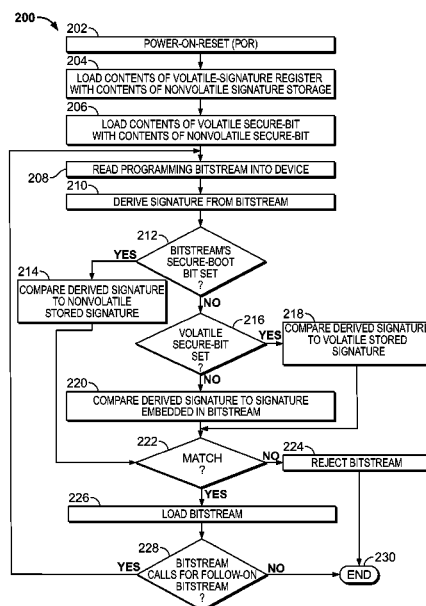 200
202
POWER-ON-RESET (POR)
204
LOAD CONTENTS OF VOLATILE-SIGNATURE REGISTER
WITH CONTENTS OF NONVOLATILE SIGNATURE STORAGE
206
LOAD CONTENTS OF VOLATILE SECURE-BIT
WITH CONTENTS OF NONVOLATILE SECURE-BIT
208
READ PROGRAMMING BITSTREAM INTO DEVICE
210
DERIVE SIGNATURE FROM BITSTREAM
212
BITSTREAM'S
SECURE-BOOT
BIT SET
?
YES
NO
214
COMPARE DERIVED SIGNATURE
TO NONVOLATILE
STORED SIGNATURE
216
VOLATILE
SECURE-BIT
SET
?
YES
NO
218
COMPARE DERIVED SIGNATURE
TO VOLATILE STORED
SIGNATURE
220
COMPARE DERIVED SIGNATURE TO SIGNATURE
EMBEDDED IN BITSTREAM
222
MATCH
?
NO
YES
224
REJECT BITSTREAM
226
LOAD BITSTREAM
228
BITSTREAM
CALLS FOR FOLLOW-ON
BITSTREAM
?
YES
NO
230
END